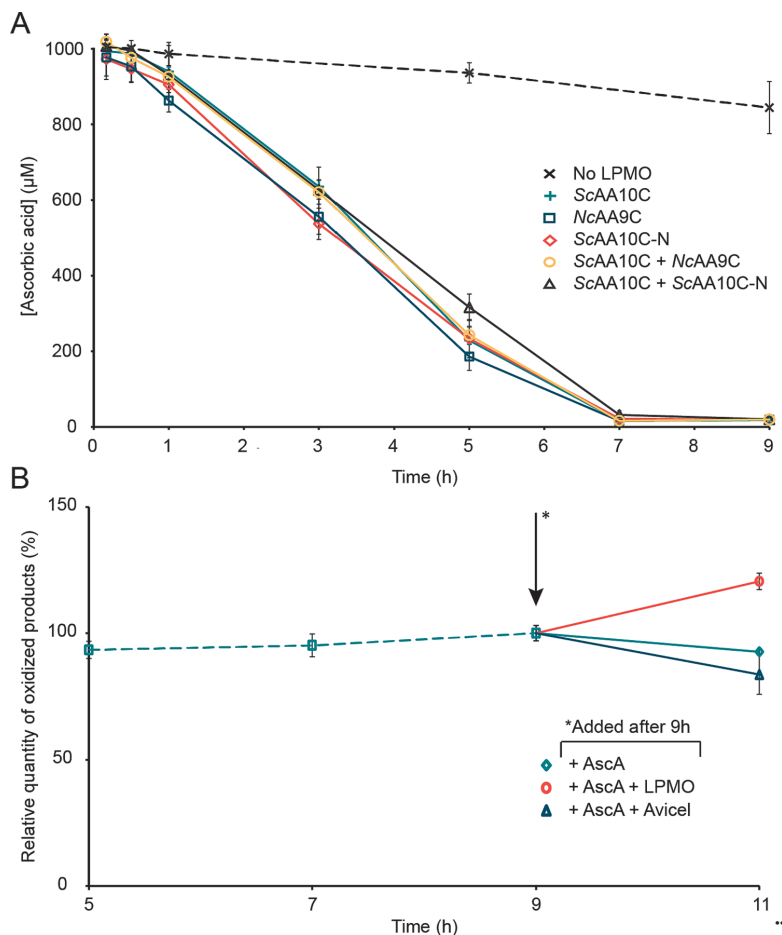 A
1000
800
600
400
200
0
[Ascorbic acid] (µM)
No LPMO
ScAA10C
NcAA9C
ScAA10C-N
ScAA10C + NcAA9C
ScAA10C + ScAA10C-N
0 1 2 3 4 5 6 7 8 9
Time (h)
B
150
100
50
0
Relative quantity of oxidized products (%)
*
*Added after 9h
+ AscA
+ AscA + LPMO
+ AscA + Avicel
5 7 9 11
Time (h)